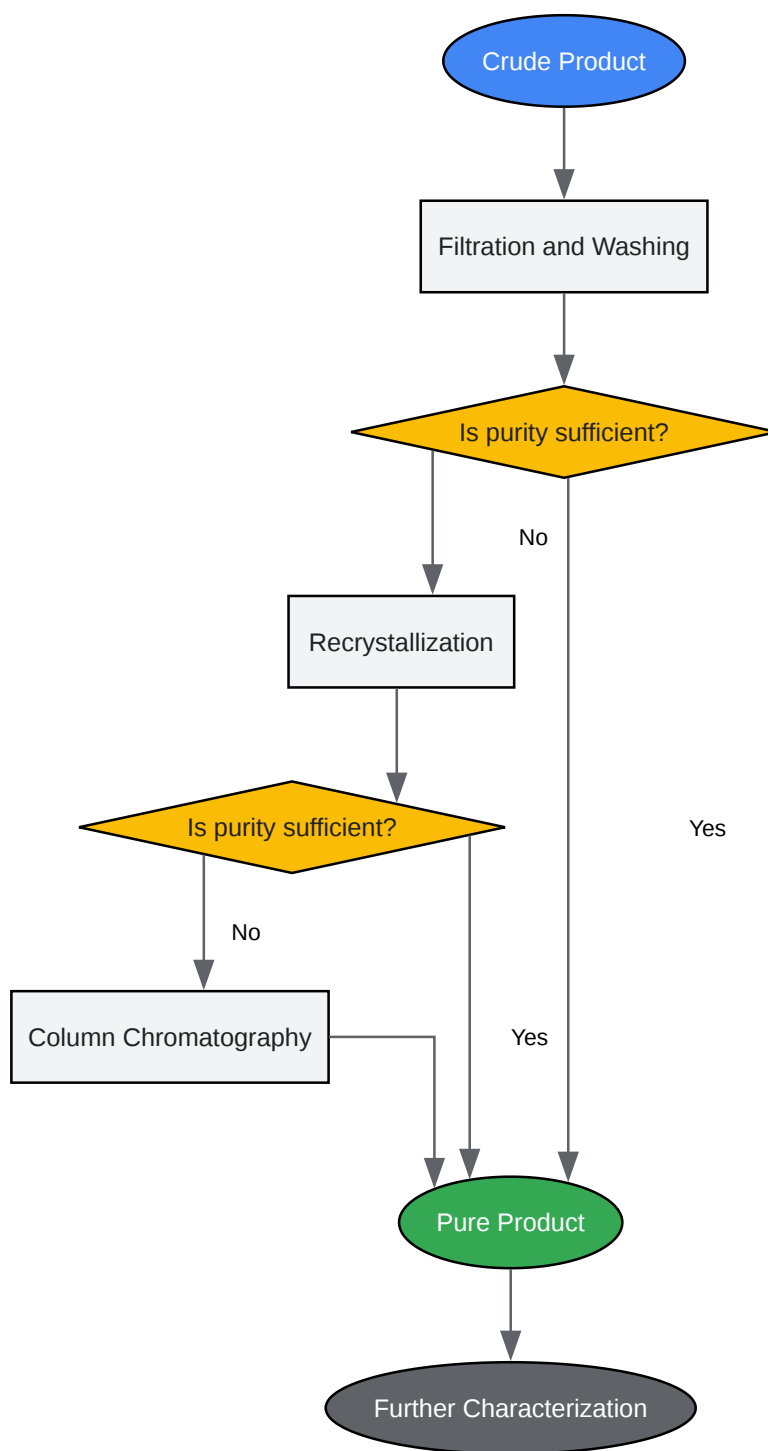 Crude Product
Filtration and Washing
Is purity sufficient?
No
Recrystallization
Is purity sufficient?
Yes
No
Column Chromatography
Yes
Pure Product
Further Characterization